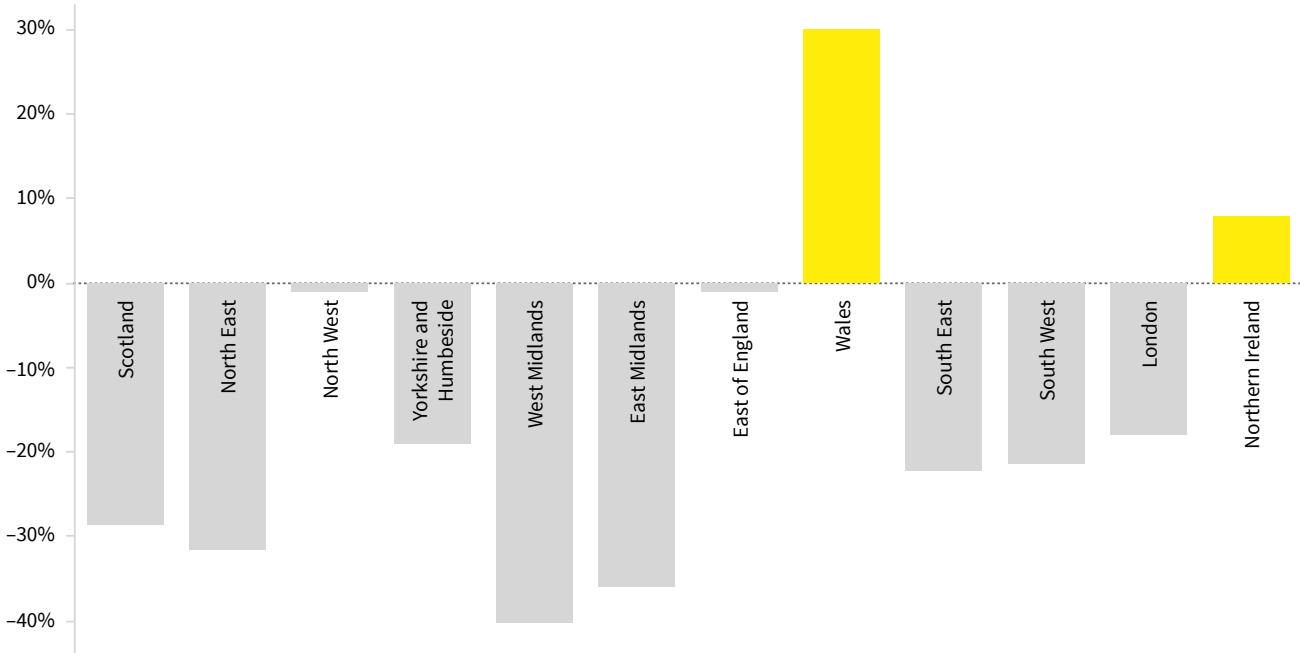 30%
20%
10%
0%
–10%
–20%
–30%
–40%
Scotland
North East
North West
Yorkshire and
Humbeside
West Midlands
East Midlands
East of England
Wales
South East
South West
London
Northern Ireland